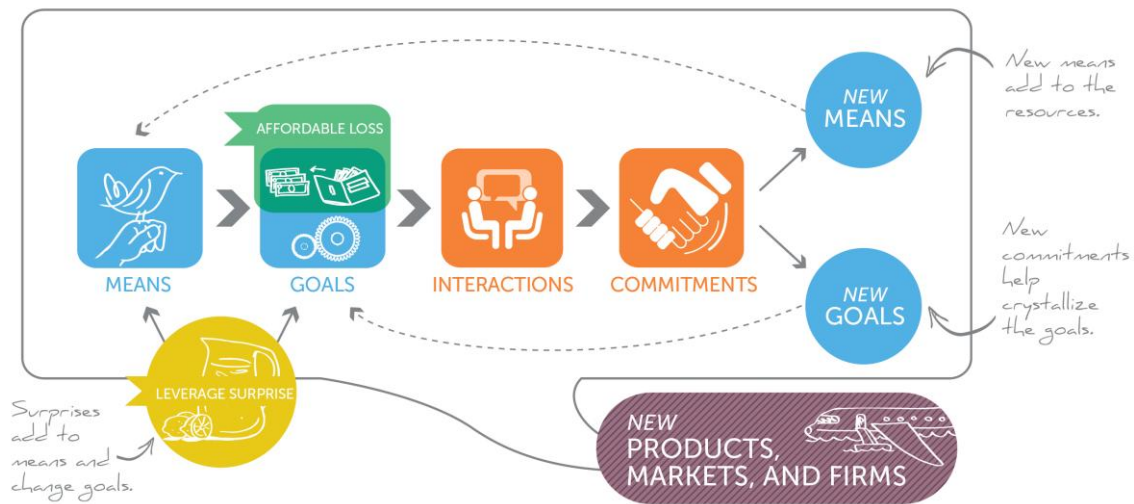 NEW
MEANS
New means
add to the
resources.
AFFORDABLE LOSS
MEANS
GOALS
INTERACTIONS
COMMITMENTS
NEW
GOALS
New
commitments
help
crystallize
the goals.
LEVERAGE SURPRISE
Surprises
add to
means and
change goals.
NEW
PRODUCTS,
MARKETS, AND FIRMS